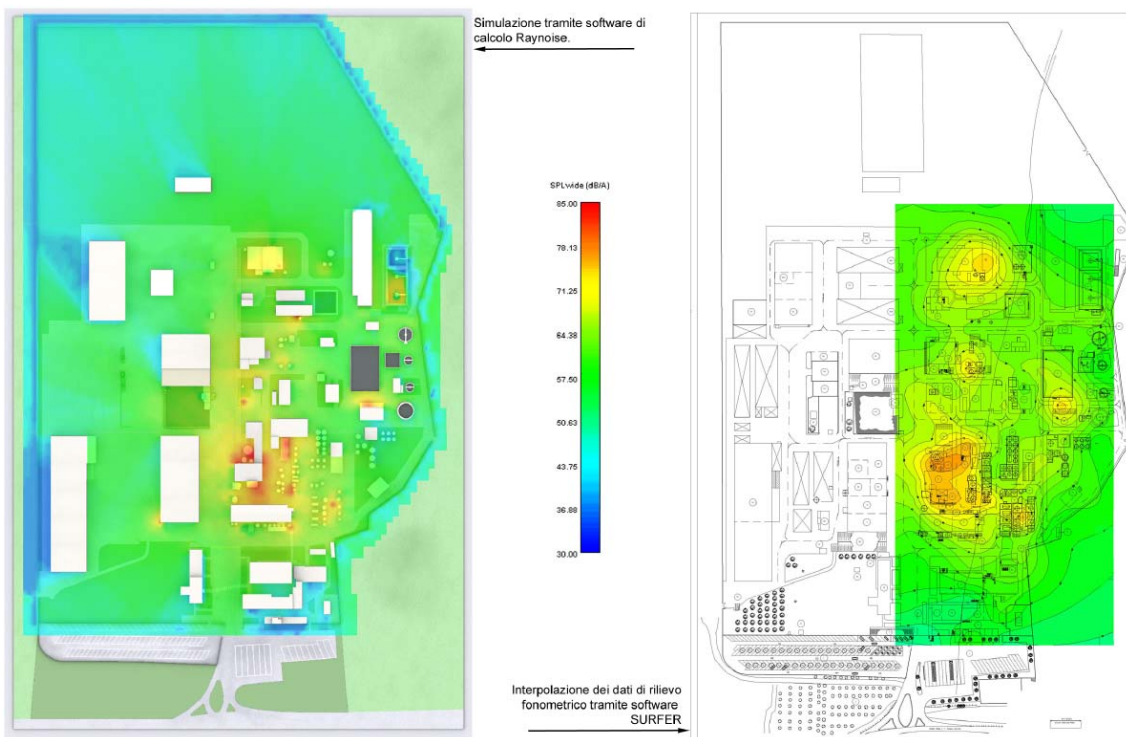 Simulazione tramite software di
calcolo Raynoise.
SPLwide (dB/A)
85.00
78.13
71.25
64.38
57.50
50.63
43.75
36.88
30.00
Interpolazione dei dati di rilievo
fonometrico tramite software
SURFER